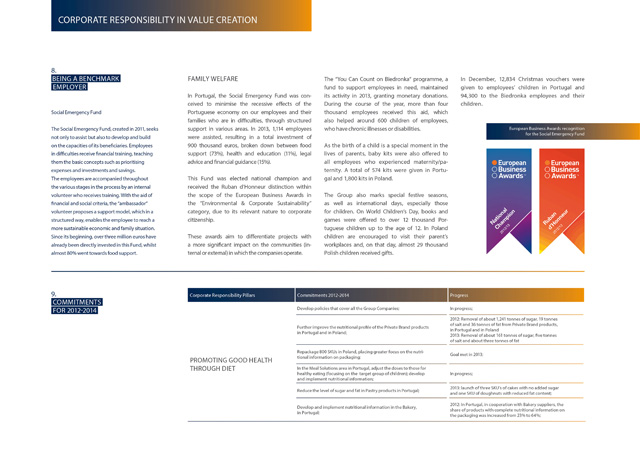 CORPORATE RESPONSIBILITY IN VALUE CREATION
8.
BEING A BENCHMARK
EMPLOYER
Social Emergency Fund
The Social Emergency Fund, created in 2011, seeks
not only to assist but also to develop and build
on the capacities of its beneficiaries. Employees
in difficulties receive financial training, teaching
them the basic concepts such as prioritising
expenses and investments and savings.
The employees are accompanied throughout
the various stages in the process by an internal
volunteer who receives training. With the aid of
financial and social criteria, the "ambassador"
volunteer proposes a support model, which in a
structured way, enables the employee to reach a
more sustainable economic and family situation.
Since its beginning, over three million euros have
already been directly invested in this Fund, whilst
almost 80% went towards food support.
FAMILY WELFARE
In Portugal, the Social Emergency Fund was con-
ceived to minimise the recessive effects of the
Portuguese economy on our employees and their
families who are in difficulties, through structured
support in various areas. In 2013, 1,114 employees
were assisted, resulting in a total investment of
900 thousand euros, broken down between food
support (73%), health and education (11%), legal
advice and financial guidance (15%).
This Fund was elected national champion and
received the Ruban d'Honneur distinction within
the scope of the European Business Awards in
the "Environmental & Corporate Sustainability"
category, due to its relevant nature to corporate
citizenship.
These awards aim to differentiate projects with
a more significant impact on the communities (in-
ternal or external) in which the companies operate.
The "You Can Count on Biedronka" programme, a
fund to support employees in need, maintained
its activity in 2013, granting monetary donations.
During the course of the year, more than four
thousand employees received this aid, which
also helped around 600 children of employees,
who have chronic illnesses or disabilities.
As the birth of a child is a special moment in the
lives of parents, baby kits were also offered to
all employees who experienced maternity/pa-
ternity. A total of 574 kits were given in Portu-
gal and 1,800 kits in Poland.
The Group also marks special festive seasons,
as well as international days, especially those
for children. On World Children's Day, books and
games were offered to over 12 thousand Por-
tuguese children up to the age of 12. In Poland
children are encouraged to visit their parent's
workplaces and, on that day, almost 29 thousand
Polish children received gifts.
In December, 12,834 Christmas vouchers were
given to employees' children in Portugal and
94,300 to the Biedronka employees and their
children.
European Business Awards recognition
for the Social Emergency Fund
European
Business
Awards
National
Champion
European
Business
Awards
Ruban
d'Honneur
9.
COMMITMENTS
FOR 2012-2014
Corporate Responsibility Pillars
Commitments 2012-2014
Progress
PROMOTING GOOD HEALTH
THROUGH DIET
Develop policies that cover all the Group Companies;
In progress;
Further improve the nutritional profile of the Private Brand products
in Portugal and in Poland;
2012: Removal of about 1,241 tonnes of sugar, 19 tonnes
of salt and 36 tonnes of fat from Private Brand products,
in Portugal and in Poland
2013: Removal of about 161 tonnes of sugar, five tonnes
of salt and about three tonnes of fat
Repackage 800 SKUs in Poland, placing greater focus on the nutri-
tional information on packaging;
Goal met in 2012;
In the Meal Solutions area in Portugal, adjust the doses to those for
healthy eating (focusing on the target group of children) develop
and implement nutritional information;
In progress;
Reduce the level of sugar and fat in Pastry products in Portugal;
2013: launch of three SKU's of cakes with no added sugar
and one SKU of doughnuts with reduced fat content;
Develop and implement nutritional information in the Bakery,
in Portugal;
2012: in Portugal, in cooperation with Bakery suppliers, the
share of products with complete nutritional information on
the packaging was increased from 25% to 64%;